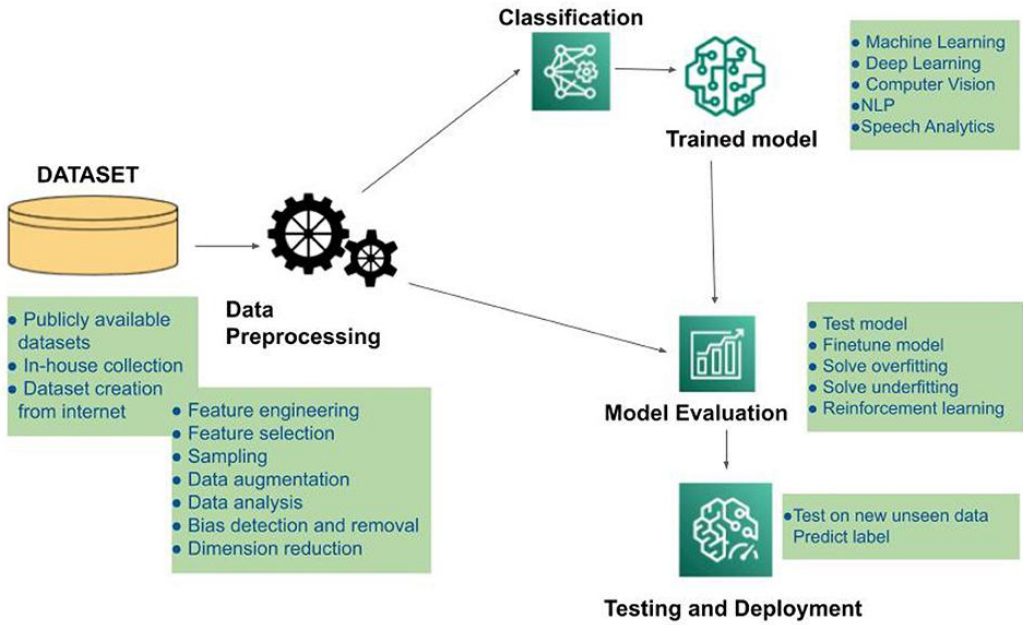 Classification
● Machine Learning
● Deep Learning
● Computer Vision
●NLP
●Speech Analytics
Trained model
DATASET
● Publicly available
datasets
● In-house collection
● Dataset creation
from internet
Data
Preprocessing
● Feature engineering
● Feature selection
● Sampling
● Data augmentation
● Data analysis
● Bias detection and removal
● Dimension reduction
Model Evaluation
● Test model
● Finetune model
● Solve overfitting
● Solve underfitting
● Reinforcement learning
●Test on new unseen data
Predict label
Testing and Deployment